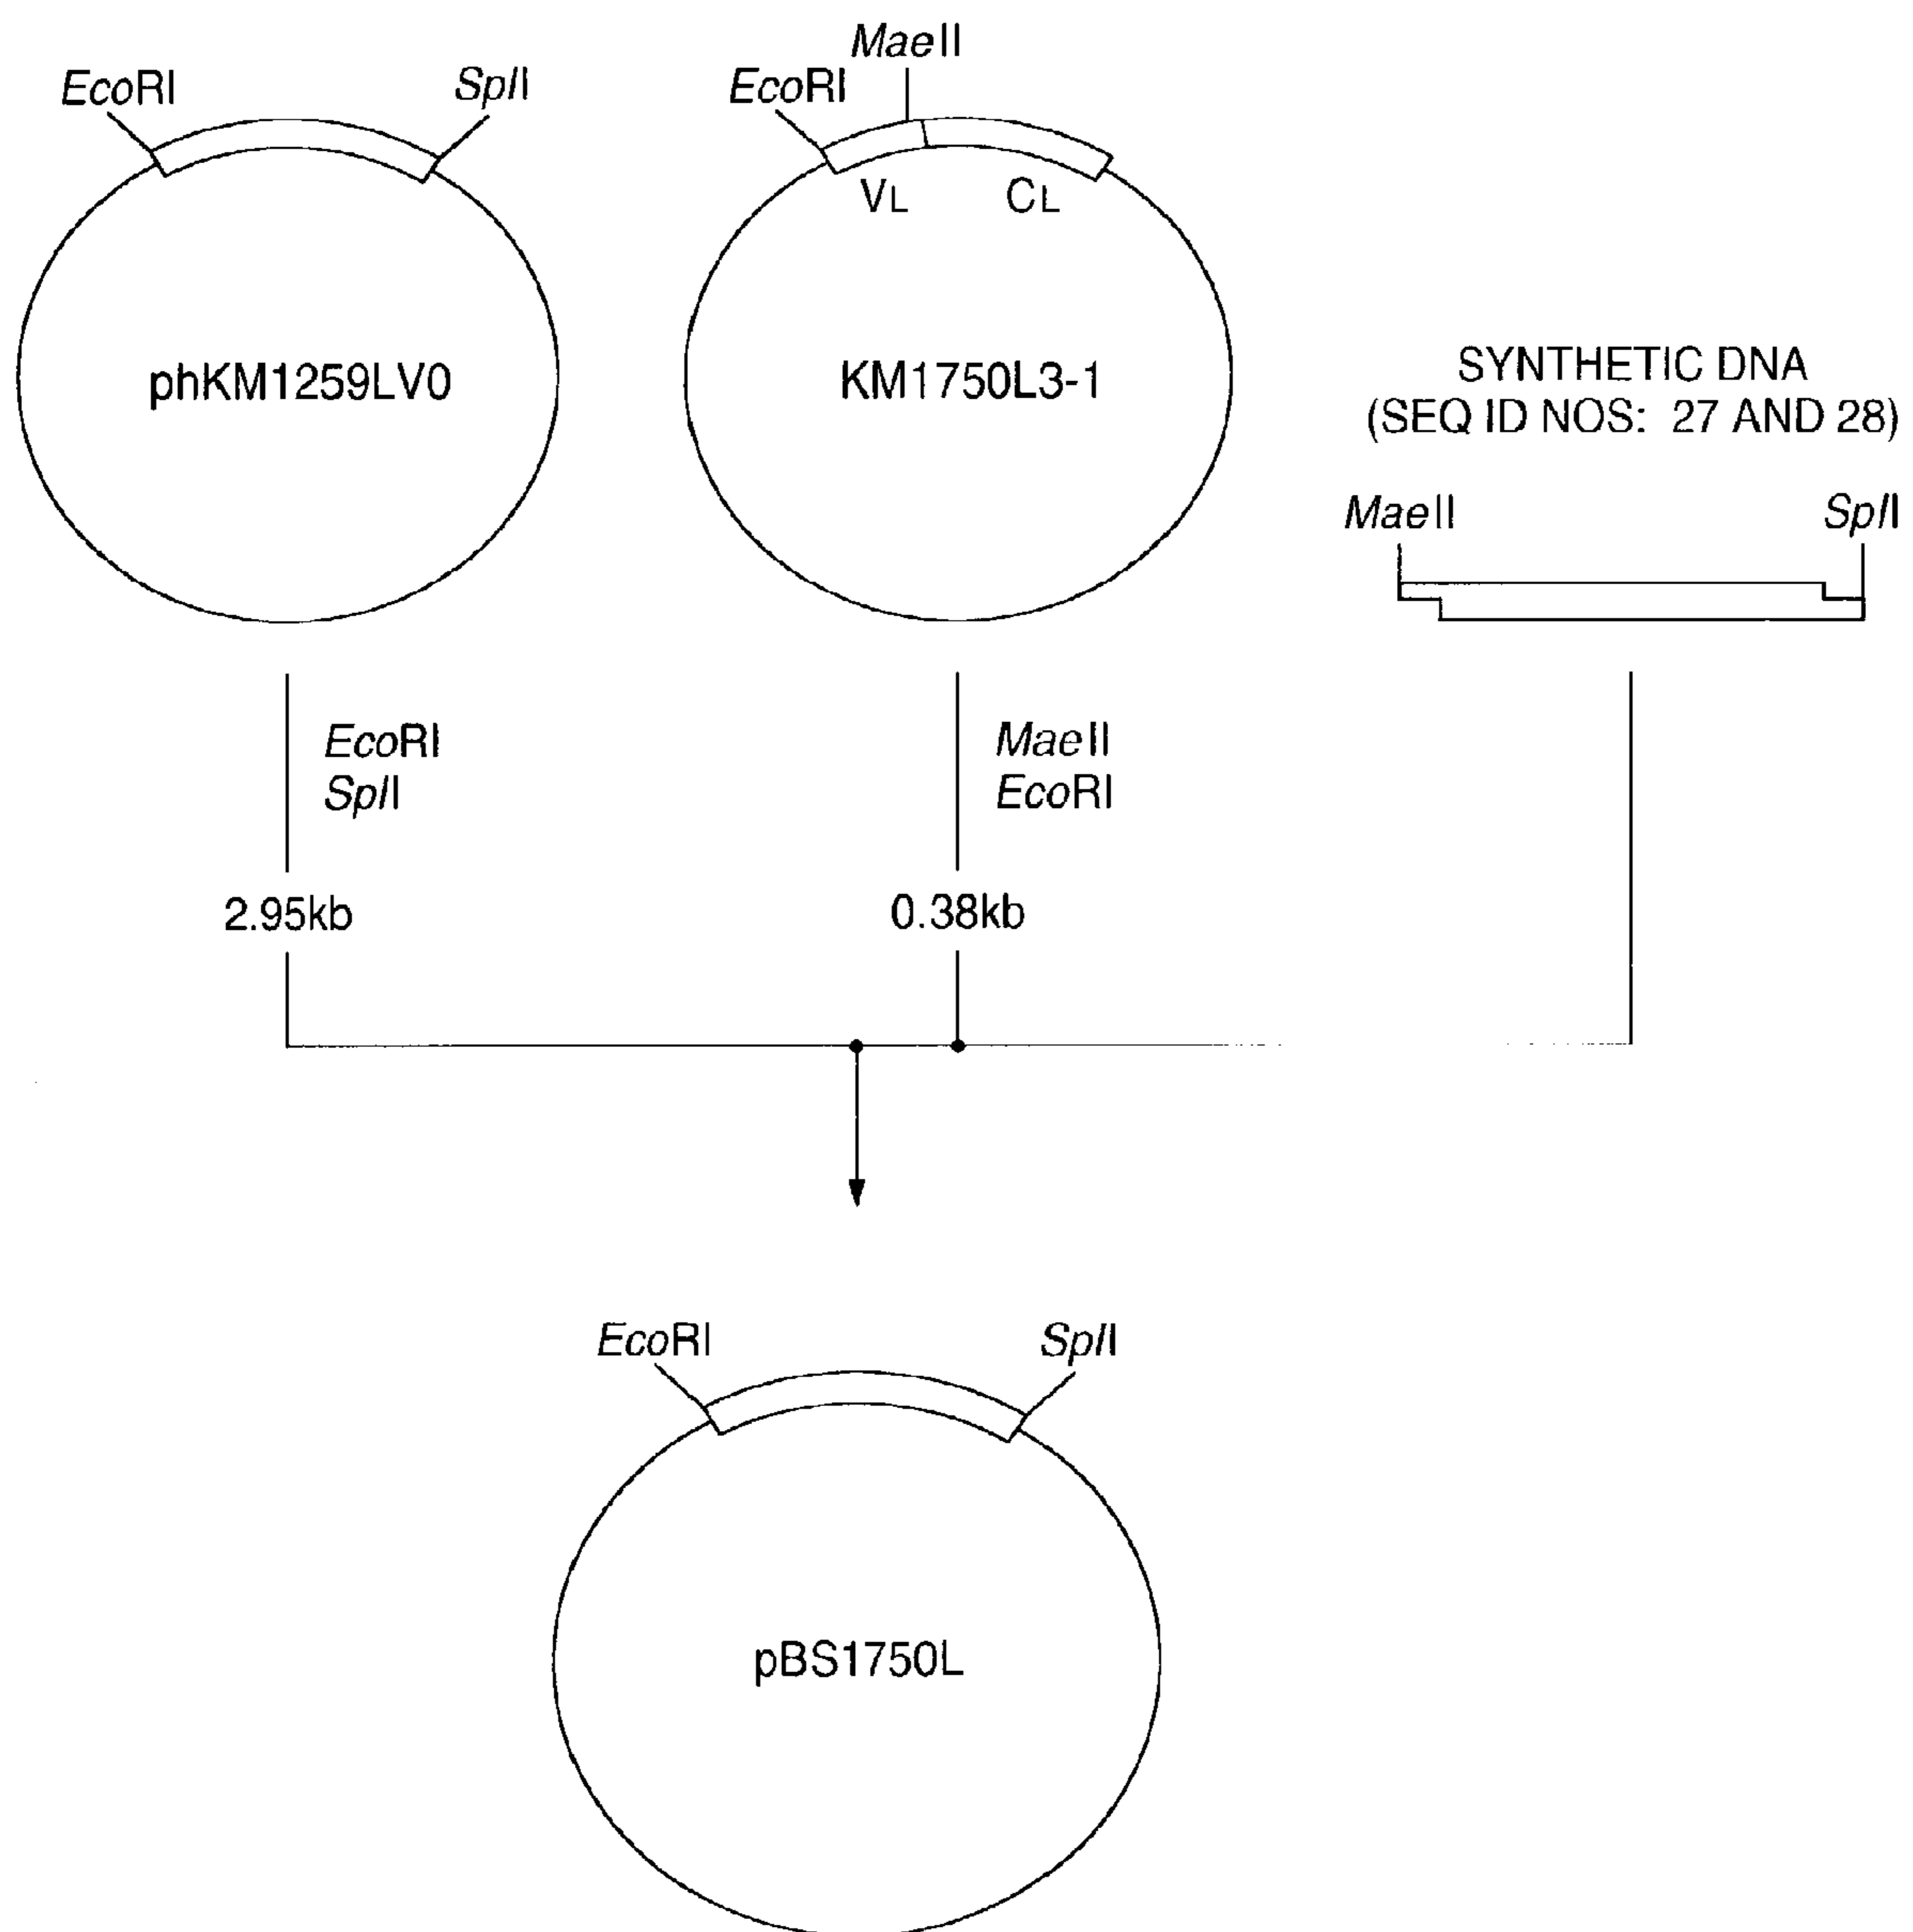 EcoRI
SplI
phKM1259LV0
MaeII
EcoRI
VL
CL
KM1750L3-1
SYNTHETIC DNA
(SEQ ID NOS: 27 AND 28)
MaeII
SplI
EcoRI
SplI
2.95kb
MaeII
EcoRI
0.38kb
EcoRI
SplI
pBS1750L